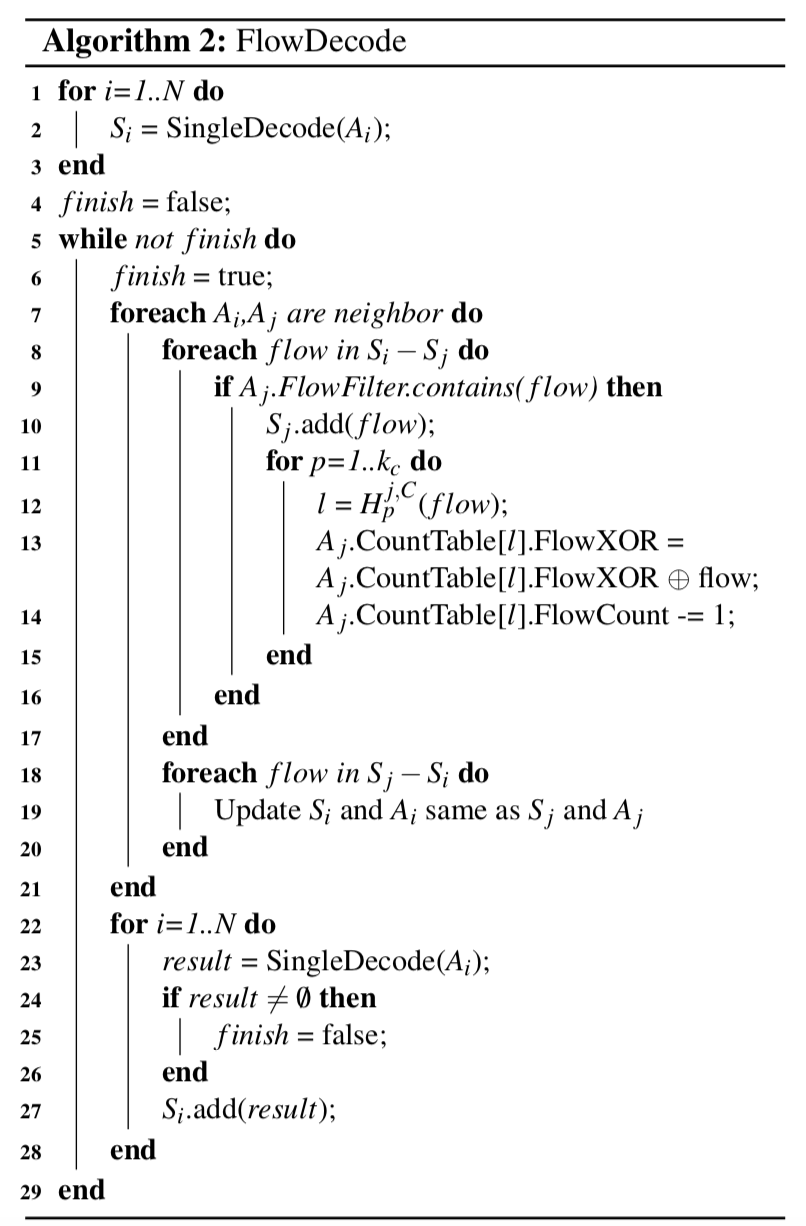 Algorithm 2: FlowDecode
1 for i=1..N do
2 S_i = SingleDecode(A_i);
3 end
4 finish = false;
5 while not finish do
6 finish = true;
7 foreach A_i,A_j are neighbor do
8 foreach flow in S_i − S_j do
9 if A_j.FlowFilter.contains(flow) then
10 S_j.add(flow);
11 for p=1..k_c do
12 l = H_p^{j,C}(flow);
13 A_j.CountTable[l].FlowXOR =
A_j.CountTable[l].FlowXOR ⊕ flow;
14 A_j.CountTable[l].FlowCount -= 1;
15 end
16 end
17 end
18 foreach flow in S_j − S_i do
19 Update S_i and A_i same as S_j and A_j
20 end
21 end
22 for i=1..N do
23 result = SingleDecode(A_i);
24 if result ≠ ∅ then
25 finish = false;
26 end
27 S_i.add(result);
28 end
29 end